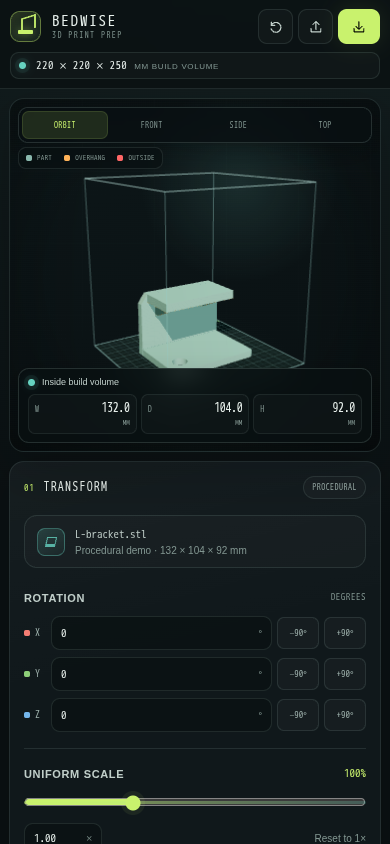 BEDWISE
3D PRINT PREP
220 × 220 × 250 MM BUILD VOLUME
ORBIT FRONT SIDE TOP
PART OVERHANG OUTSIDE
Inside build volume
W 132.0 MM D 104.0 MM H 92.0 MM
01 TRANSFORM PROCEDURAL
L-bracket.stl
Procedural demo · 132 × 104 × 92 mm
ROTATION DEGREES
X 0 ° −90° +90°
Y 0 ° −90° +90°
Z 0 ° −90° +90°
UNIFORM SCALE 100%
1.00 × Reset to 1×